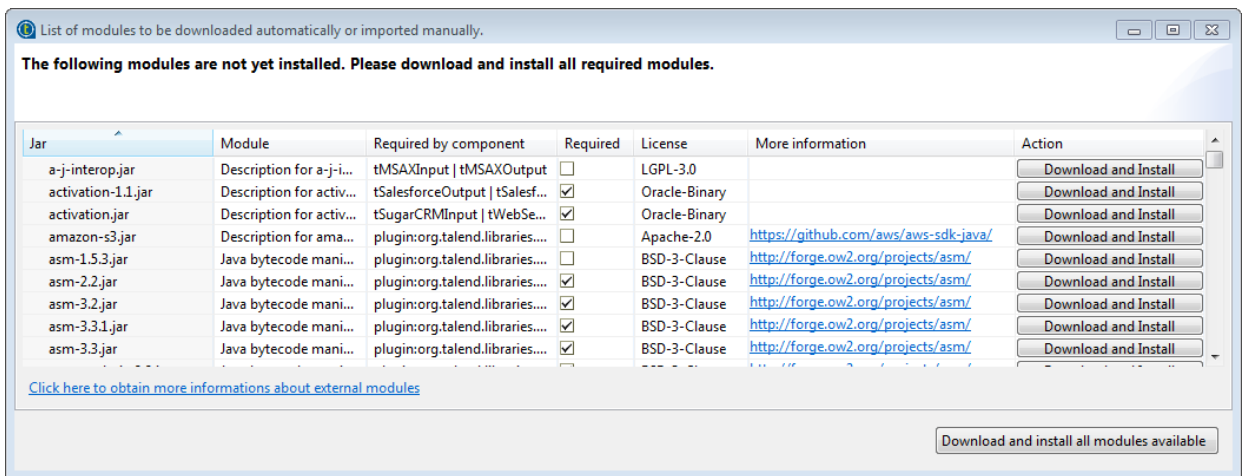 List of modules to be downloaded automatically or imported manually.
The following modules are not yet installed. Please download and install all required modules.
Jar Module Required by component Required License More information Action
a-j-interop.jar Description for a-j-i... tMSAXInput | tMSAXOutput LGPL-3.0 Download and Install
activation-1.1.jar Description for activ... tSalesforceOutput | tSalesf... Oracle-Binary Download and Install
activation.jar Description for activ... tSugarCRMInput | tWebSe... Oracle-Binary Download and Install
amazon-s3.jar Description for ama... plugin:org.talend.libraries.... Apache-2.0 https://github.com/aws/aws-sdk-java/ Download and Install
asm-1.5.3.jar Java bytecode mani... plugin:org.talend.libraries.... BSD-3-Clause http://forge.ow2.org/projects/asm/ Download and Install
asm-2.2.jar Java bytecode mani... plugin:org.talend.libraries.... BSD-3-Clause http://forge.ow2.org/projects/asm/ Download and Install
asm-3.2.jar Java bytecode mani... plugin:org.talend.libraries.... BSD-3-Clause http://forge.ow2.org/projects/asm/ Download and Install
asm-3.3.1.jar Java bytecode mani... plugin:org.talend.libraries.... BSD-3-Clause http://forge.ow2.org/projects/asm/ Download and Install
asm-3.3.jar Java bytecode mani... plugin:org.talend.libraries.... BSD-3-Clause http://forge.ow2.org/projects/asm/ Download and Install
Click here to obtain more informations about external modules
Download and install all modules available